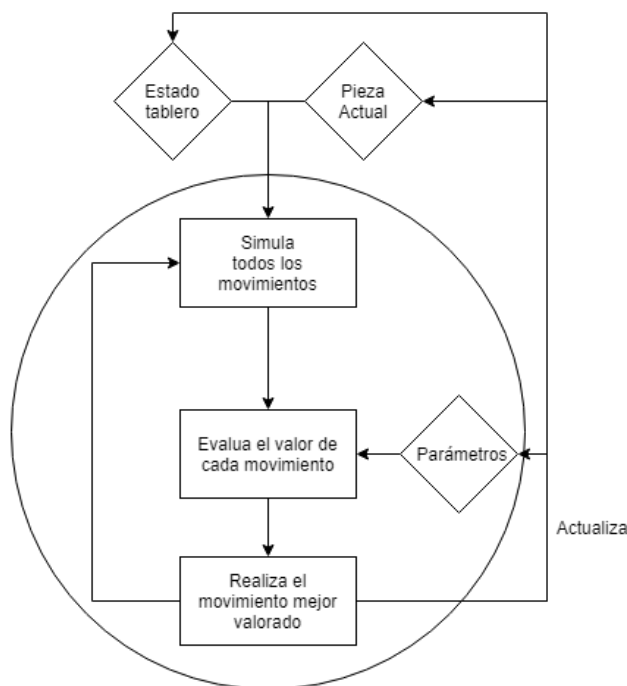 Estado
tablero
Pieza
Actual
Simula
todos los
movimientos
Evalua el valor de
cada movimiento
Parámetros
Actualiza
Realiza el
movimiento mejor
valorado